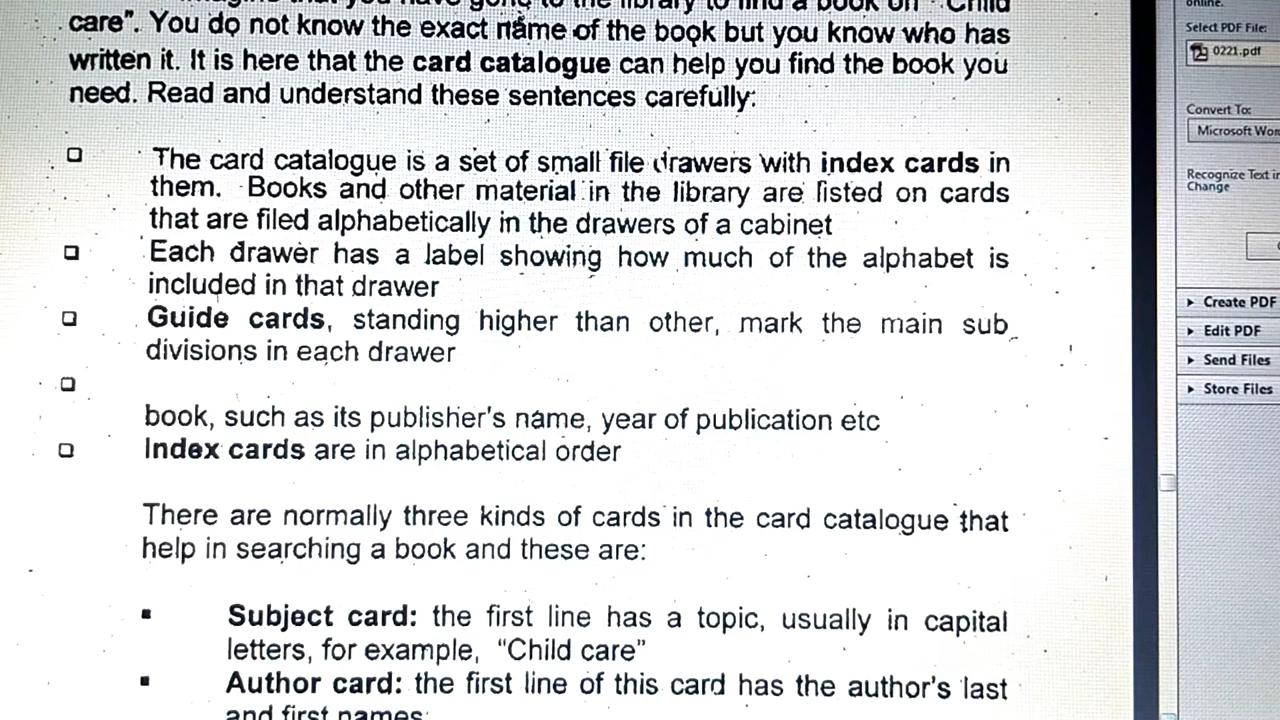 care". You do not know the exact name of the book but you know who has
written it. It is here that the card catalogue can help you find the book you
need. Read and understand these sentences carefully:
The card catalogue is a set of small file drawers with index cards in
them. Books and other material in the library are listed on cards
that are filed alphabetically in the drawers of a cabinet
Each drawer has a label showing how much of the alphabet is
included in that drawer
Guide cards, standing higher than other, mark the main sub
divisions in each drawer
book, such as its publisher's name, year of publication etc
Index cards are in alphabetical order
There are normally three kinds of cards in the card catalogue that
help in searching a book and these are:
Subject card: the first line has a topic, usually in capital
letters, for example, "Child care"
Author card: the first line of this card has the author's last
and first names
online.
Select PDF File:
0221.pdf
Convert To:
Microsoft Wor
Recognize Text in
Change
Create PDF
Edit PDF
Send Files
Store Files